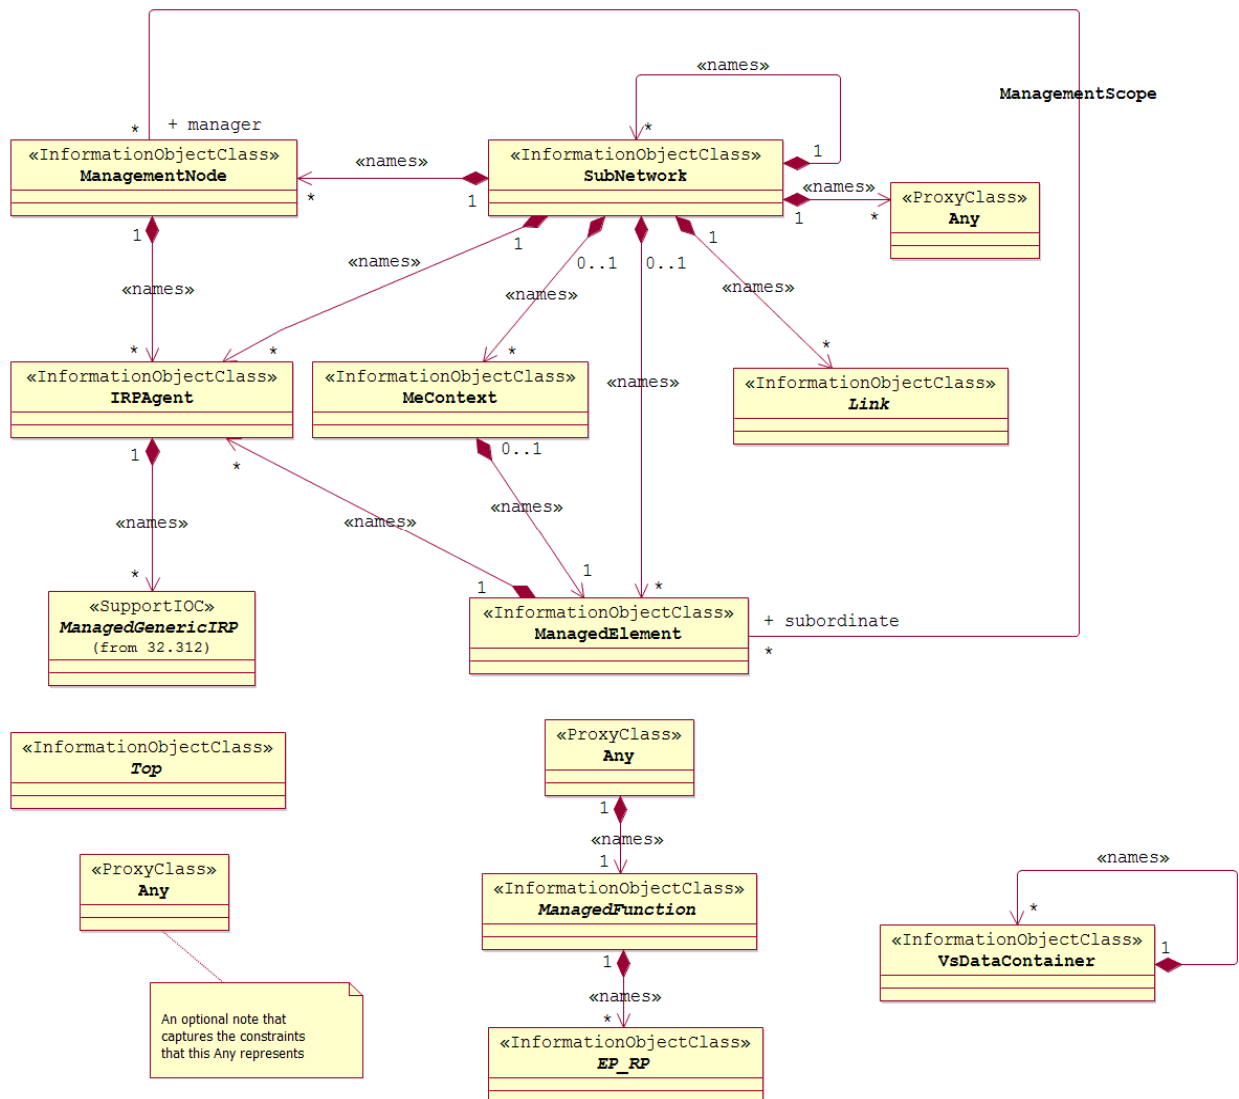 «names»
ManagementScope
*
+ manager
*
«InformationObjectClass»
ManagementNode
«names»
*
1
«InformationObjectClass»
SubNetwork
1
«names»
1
*
«ProxyClass»
Any
1
«names»
*
1
«names»
*
0..1
«names»
*
0..1
«names»
*
1
«names»
*
«InformationObjectClass»
IRPAgent
«InformationObjectClass»
MeContext
«InformationObjectClass»
Link
1
«names»
*
*
«names»
1
0..1
«names»
1
«SupportIOC»
ManagedGenericIRP
(from 32.312)
«InformationObjectClass»
ManagedElement
+ subordinate
*
«InformationObjectClass»
Top
«ProxyClass»
Any
1
«names»
1
«ProxyClass»
Any
An optional note that
captures the constraints
that this Any represents
«InformationObjectClass»
ManagedFunction
1
«names»
*
«InformationObjectClass»
EP_RP
«names»
*
«InformationObjectClass»
VsDataContainer
1